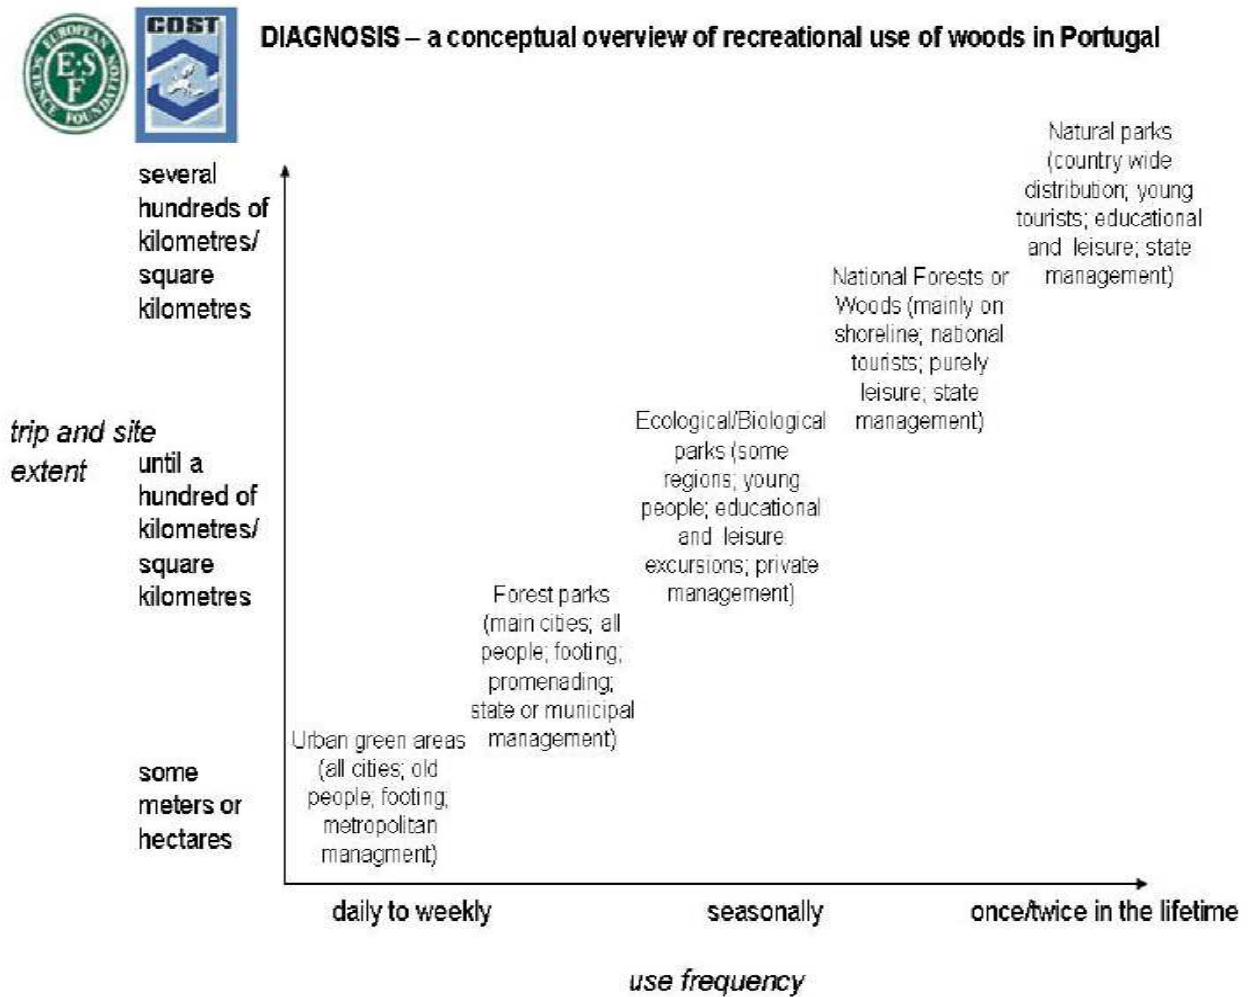 EUROPEAN
SCIENCE FOUNDATION
E·S
F
COST
DIAGNOSIS – a conceptual overview of recreational use of woods in Portugal
several
hundreds of
kilometres/
square
kilometres
trip and site
extent
until a
hundred of
kilometres/
square
kilometres
some
meters or
hectares
Natural parks
(country wide
distribution; young
tourists; educational
and leisure; state
management)
National Forests or
Woods (mainly on
shoreline; national
tourists; purely
leisure; state
management)
Ecological/Biological
parks (some
regions; young
people; educational
and leisure
excursions; private
management)
Forest parks
(main cities; all
people; footing;
promenading;
state or municipal
management)
Urban green areas
(all cities; old
people; footing;
metropolitan
managment)
daily to weekly
seasonally
once/twice in the lifetime
use frequency